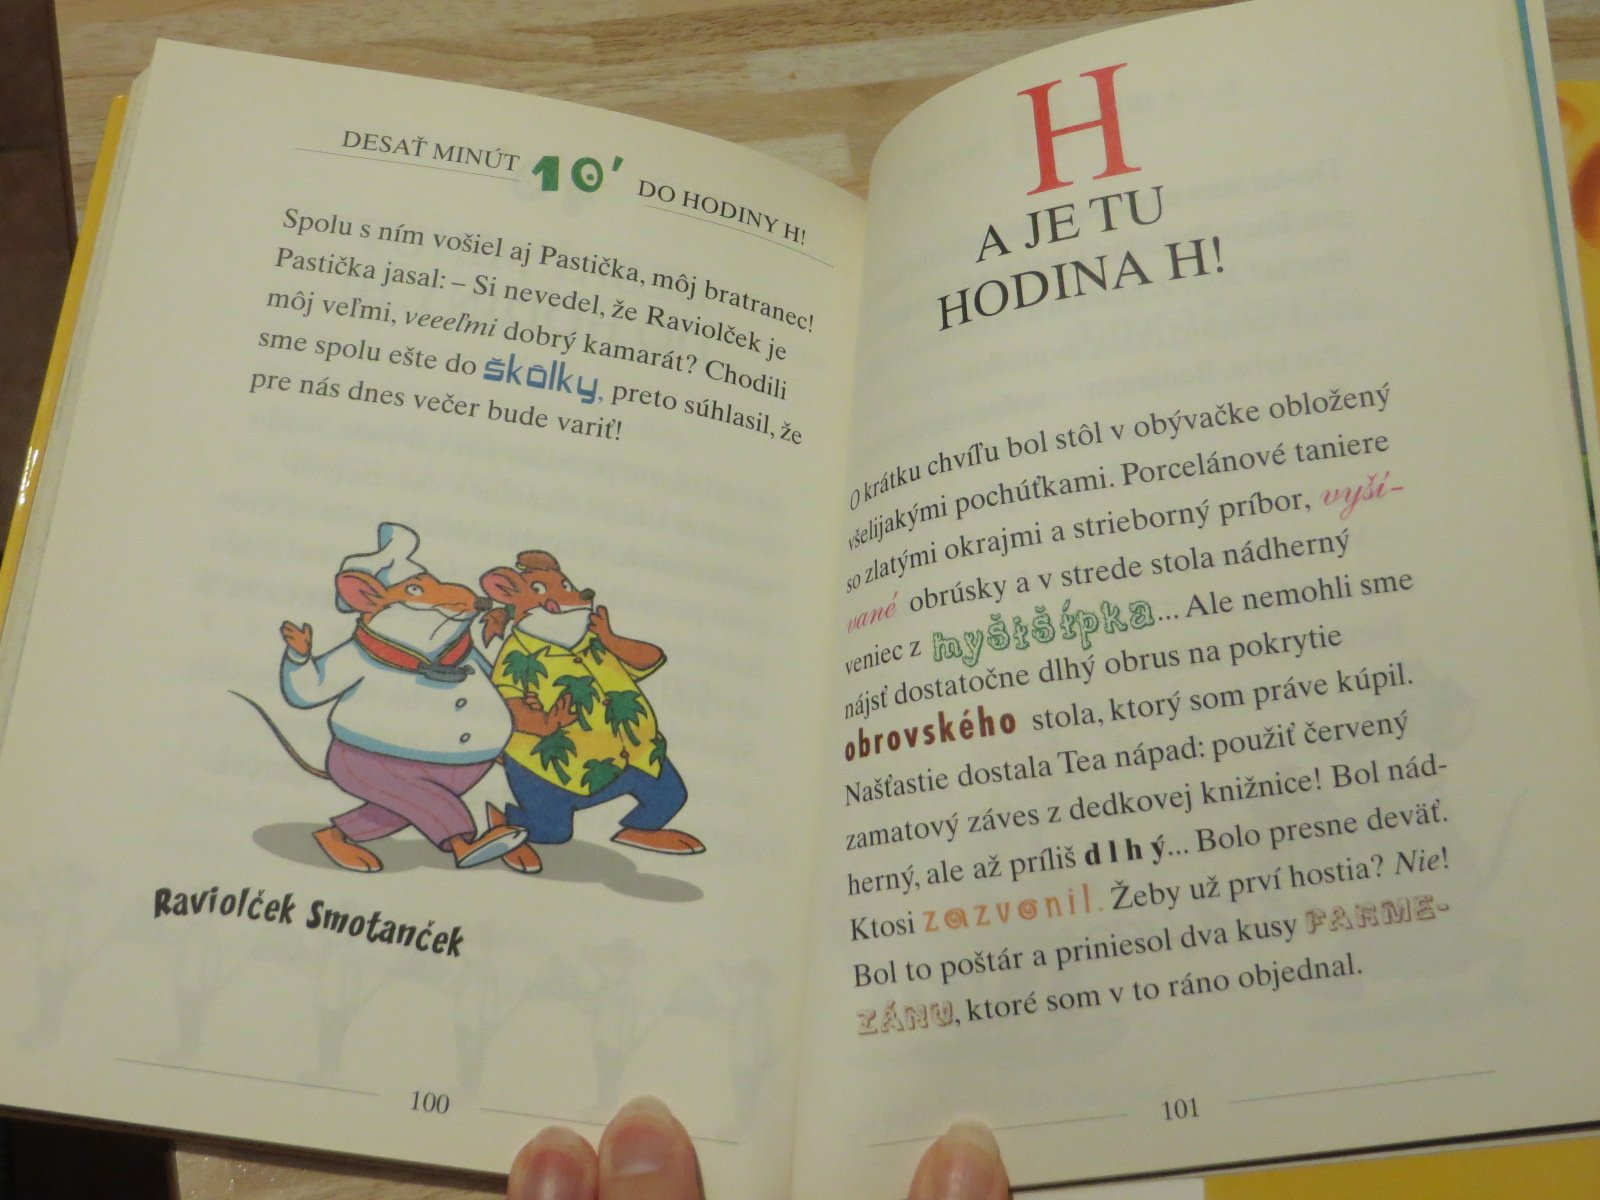 DESAŤ MINÚT 10' DO HODINY H!
Spolu s ním vošiel aj Pastička, môj bratranec!
Pastička jasal: – Si nevedel, že Raviolček je
môj veľmi, veeeľmi dobrý kamarát? Chodili
sme spolu ešte do škôlky, preto súhlasil, že
pre nás dnes večer bude variť!
Raviolček Smotanček
100
H
A JE TU
HODINA H!
O krátku chvíľu bol stôl v obývačke obložený
všelijakými pochúťkami. Porcelánové taniere
so zlatými okrajmi a strieborný príbor, vyší-
vané obrúsky a v strede stola nádherný
veniec z myšišípka... Ale nemohli sme
nájsť dostatočne dlhý obrus na pokrytie
obrovského stola, ktorý som práve kúpil.
Našťastie dostala Tea nápad: použiť červený
zamatový záves z dedkovej knižnice! Bol nád-
herný, ale až príliš dlhý... Bolo presne deväť.
Ktosi zazvonil. Žeby už prví hostia? Nie!
Bol to poštár a priniesol dva kusy PARME-
ZÁNU, ktoré som v to ráno objednal.
101